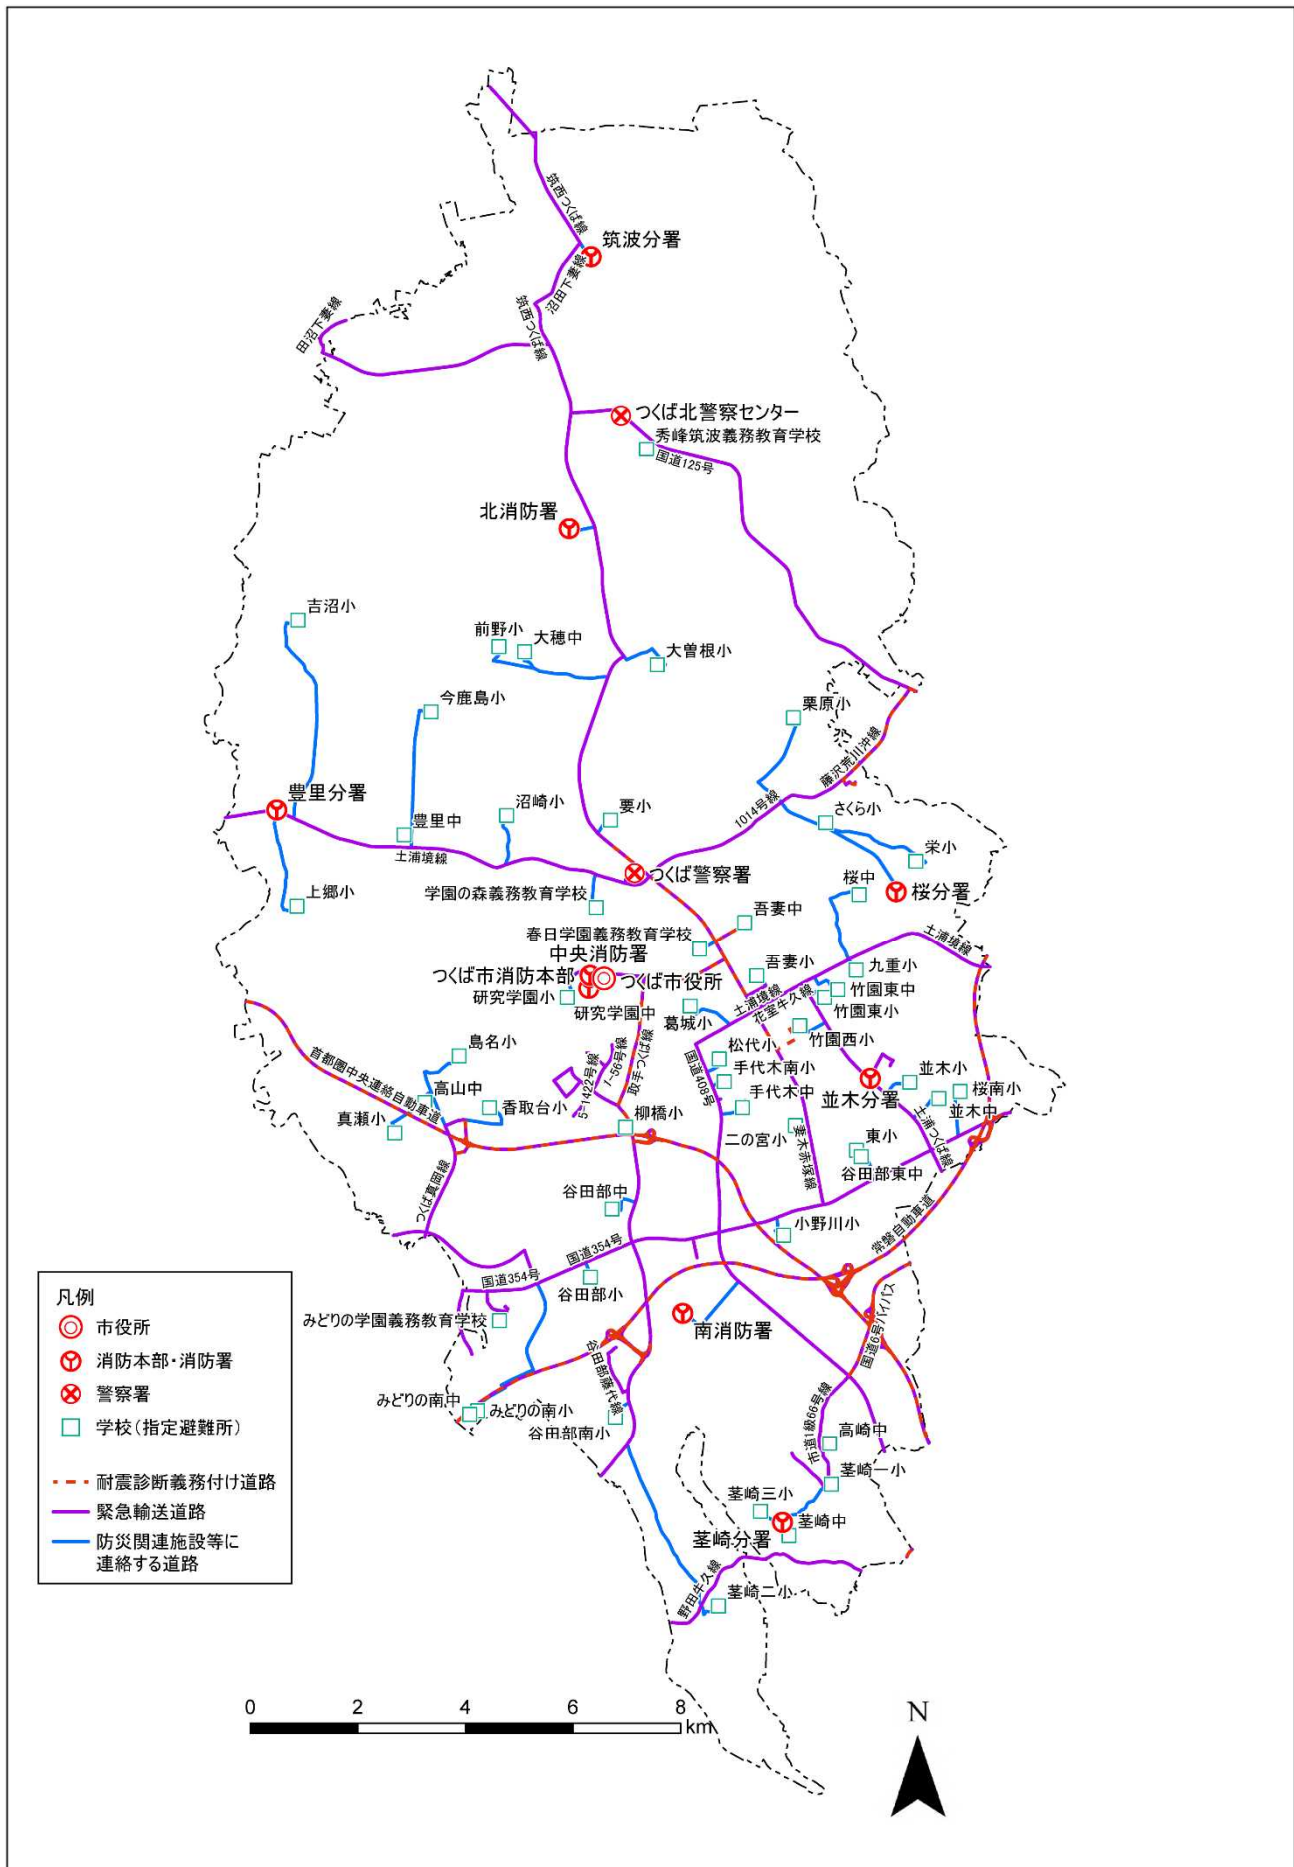 筑西つくば線
筑波分署
沼田下妻線
筑西つくば線
田沼下妻線
つくば北警察センター
秀峰筑波義務教育学校
国道125号
北消防署
吉沼小
前野小
大穂中
大曽根小
今鹿島小
栗原小
藤沢荒川沖線
豊里分署
豊里中
沼崎小
要小
1014号線
さくら小
栄小
土浦境線
つくば警察署
桜中
桜分署
上郷小
学園の森義務教育学校
吾妻中
春日学園義務教育学校
土浦境線
中央消防署
つくば市消防本部
つくば市役所
吾妻小
九重小
研究学園小
研究学園中
土浦境線
花室牛久線
竹園東中
竹園東小
葛城小
竹園西小
島名小
首都圏中央連絡自動車道
5-1422号線
1-56号線
取手つくば線
国道408号
松代小
手代木南小
手代木中
並木小
桜南小
並木分署
並木中
高山中
香取台小
柳橋小
真瀬小
二の宮小
妻木赤塚線
東小
土浦つくば線
谷田部東中
つくば真岡線
谷田部中
小野川小
常磐自動車道
国道354号
国道354号
谷田部小
みどりの学園義務教育学校
南消防署
国道6号バイパス
谷田部藤代線
みどりの南中
みどりの南小
谷田部南小
市道1級66号線
高崎中
茎崎一小
茎崎三小
茎崎中
茎崎分署
野田牛久線
茎崎二小
凡例
市役所
消防本部・消防署
警察署
学校(指定避難所)
耐震診断義務付け道路
緊急輸送道路
防災関連施設等に
連絡する道路
0 2 4 6 8
km
N